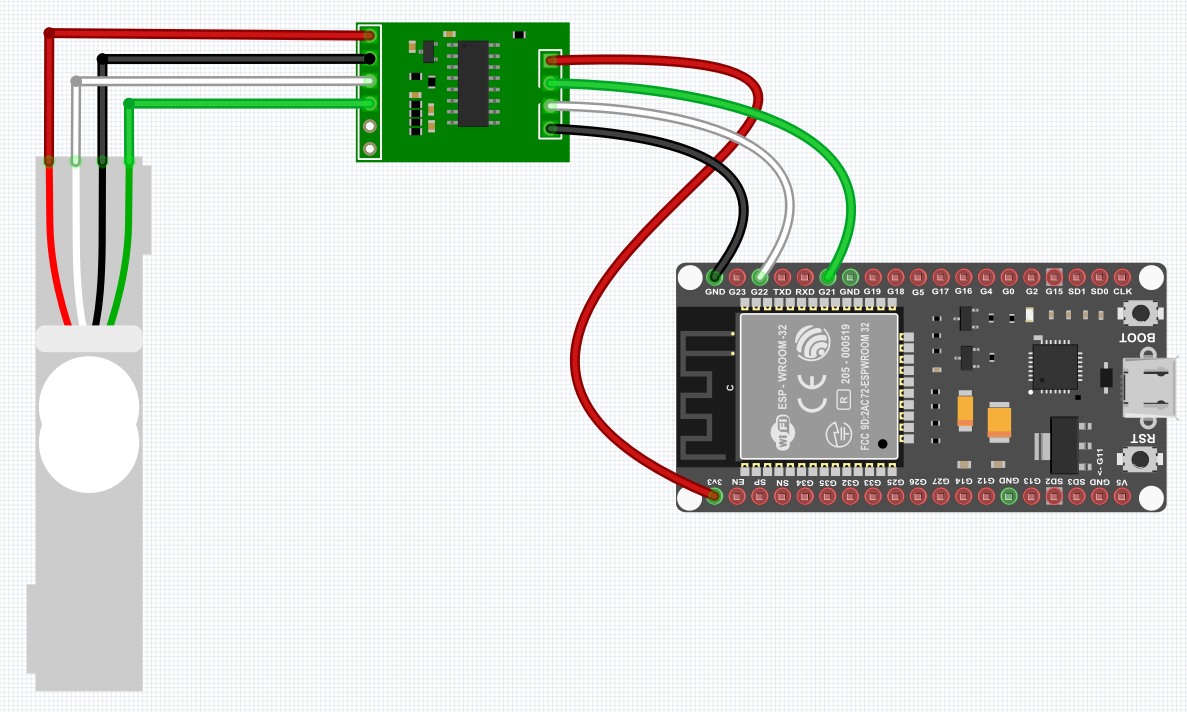 GND G23 G22 TXD RXD G21 GND G19 G18 G5 G17 G16 G4 G0 G2 G15 SD1 SD0 CLK
BOOT
C
WiFi
ESP - WROOM -32
CE
R
205 - 000519
FCC 9D:2AC72-ESPWROOM 32
RST
<- G11
3v3 EN SP SN G34 G35 G32 G33 G25 G26 G27 G14 G12 GND G13 SD2 SD3 GND V5